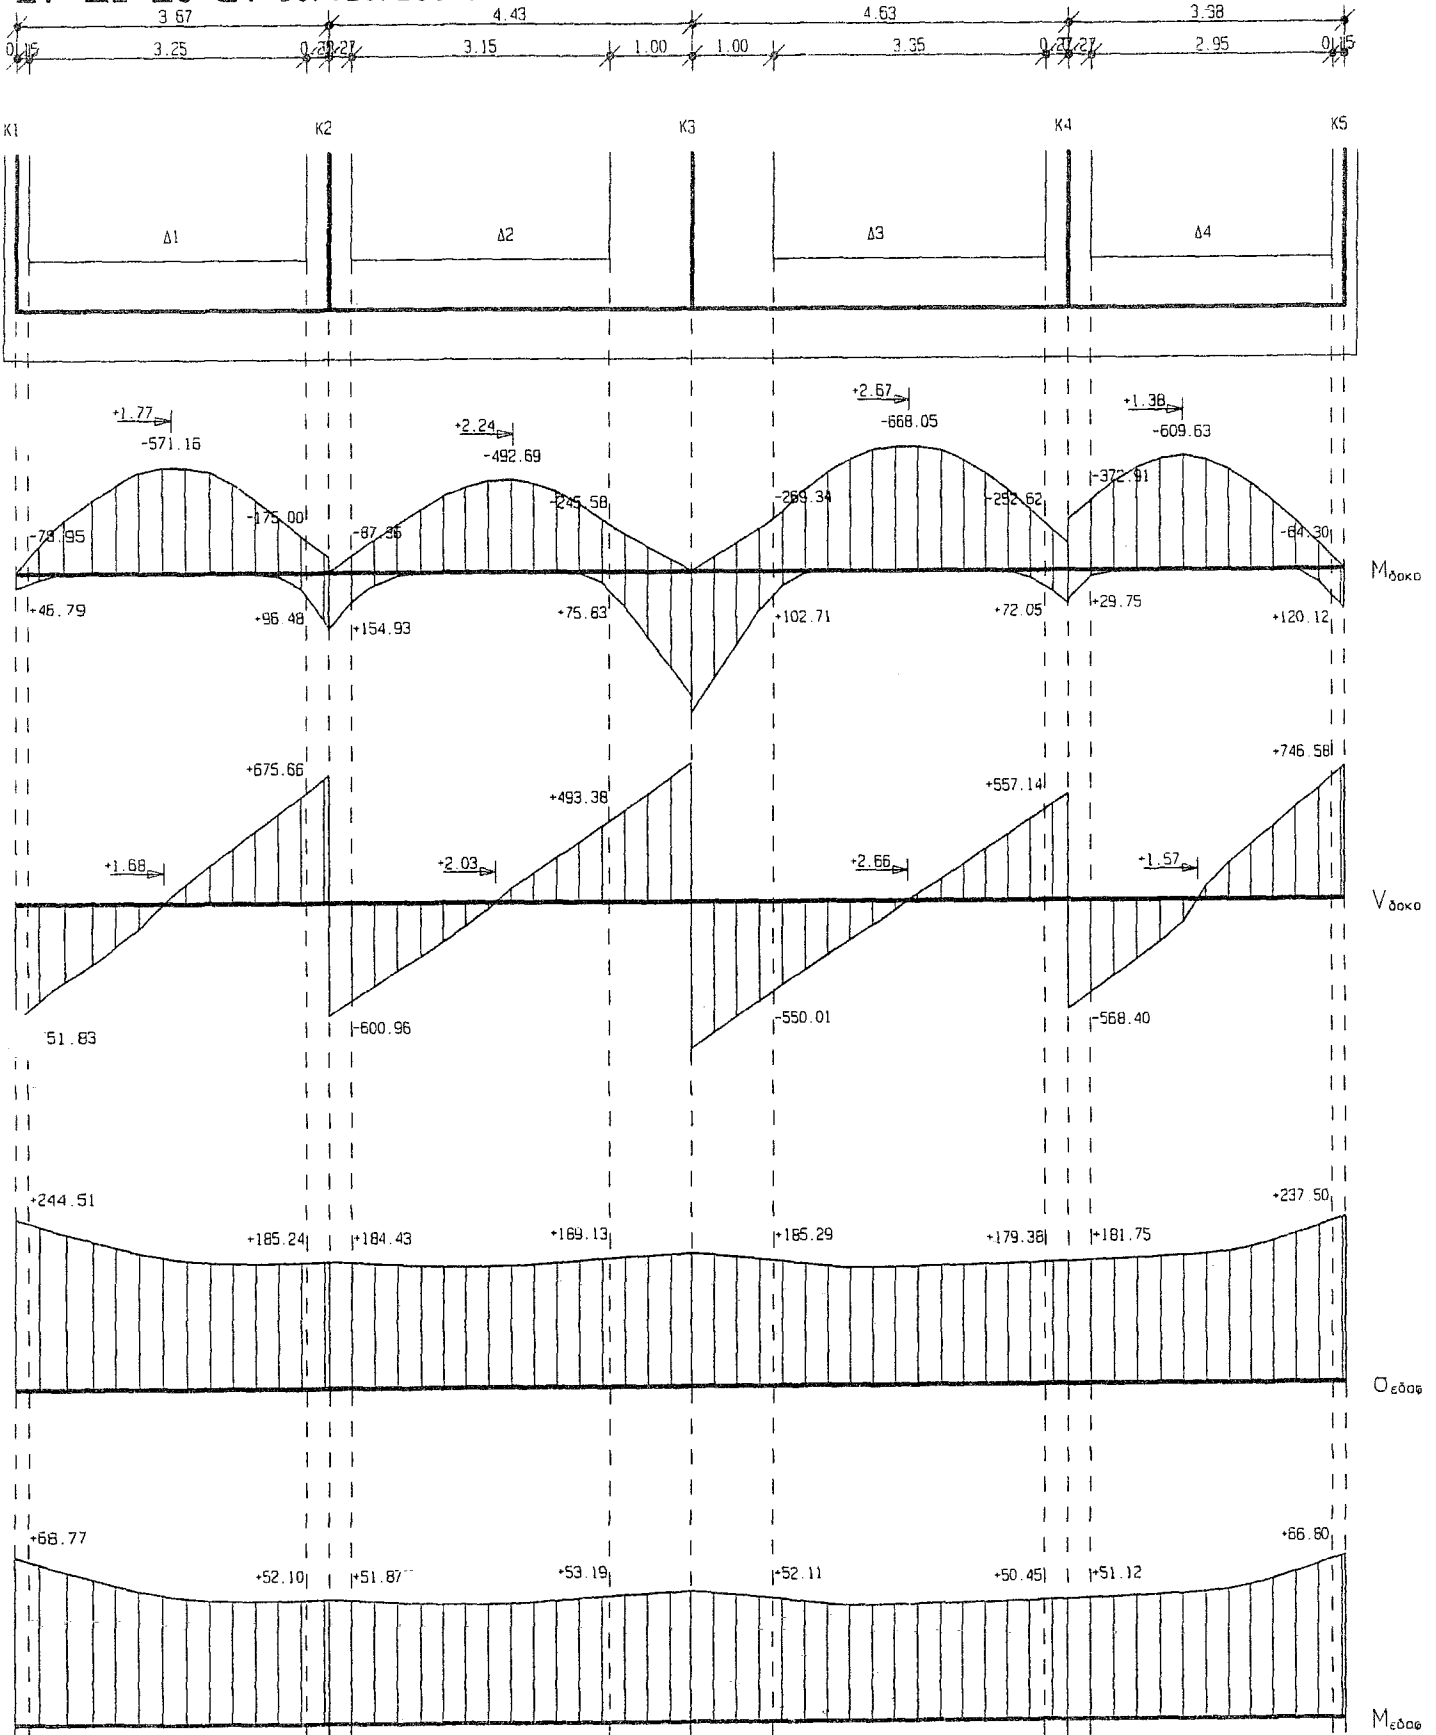 3.67 4.43 4.63 3.38
0.15 3.25 3.15 1.00 1.00 3.35 2.95 0.15
K1 K2 K3 K4 K5
Δ1 Δ2 Δ3 Δ4
+1.77 +2.24 +2.67 +1.38
-571.16 -492.69 -668.05 -609.63
-79.95 -175.00 -87.36 -245.58 -269.34 -292.62 -372.91 -64.30
Mδοκο
+46.79 +96.48 +154.93 +75.63 +102.71 +72.05 +29.75 +120.12
+675.66 +493.38 +557.14 +746.58
+1.68 +2.03 +2.66 +1.57
Vδοκο
51.83 -600.96 -550.01 -568.40
+244.51 +185.24 +184.43 +189.13 +185.29 +179.38 +181.75 +237.50
σεδαφ
+68.77 +52.10 +51.87 +53.19 +52.11 +50.45 +51.12 +66.80
Mεδαφ